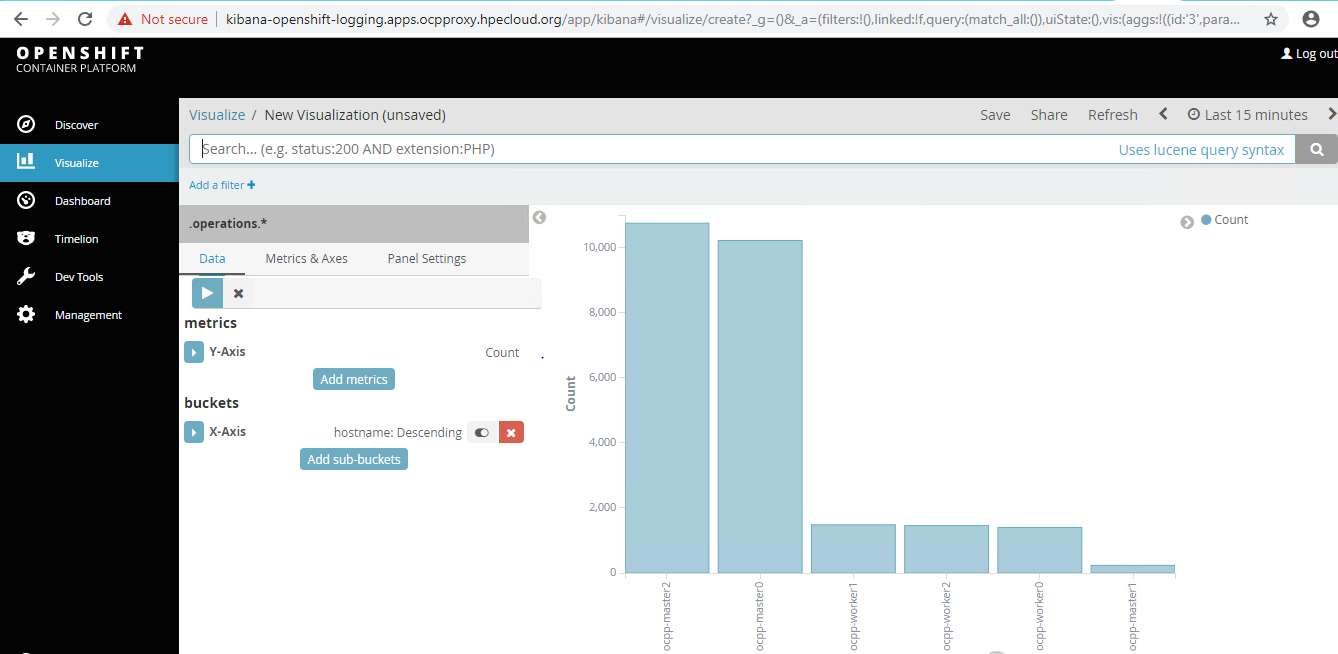 Not secure | kibana-openshift-logging.apps.ocpproxy.hpecloud.org/app/kibana#/visualize/create?_g=()&_a=(filters:!(),linked:!f,query:(match_all:()),uiState:(),vis:(aggs:!((id:'3',para...
OPENSHIFT
CONTAINER PLATFORM
Log out
Discover
Visualize
Dashboard
Timelion
Dev Tools
Management
Visualize / New Visualization (unsaved)
Save Share Refresh Last 15 minutes
Search... (e.g. status:200 AND extension:PHP)
Uses lucene query syntax
Add a filter +
.operations.*
Data Metrics & Axes Panel Settings
metrics
Y-Axis Count
Add metrics
buckets
X-Axis hostname: Descending
Add sub-buckets
Count
10,000
8,000
6,000
4,000
2,000
0
Count
ocpp-master2
ocpp-master0
ocpp-worker1
ocpp-worker2
ocpp-worker0
ocpp-master1